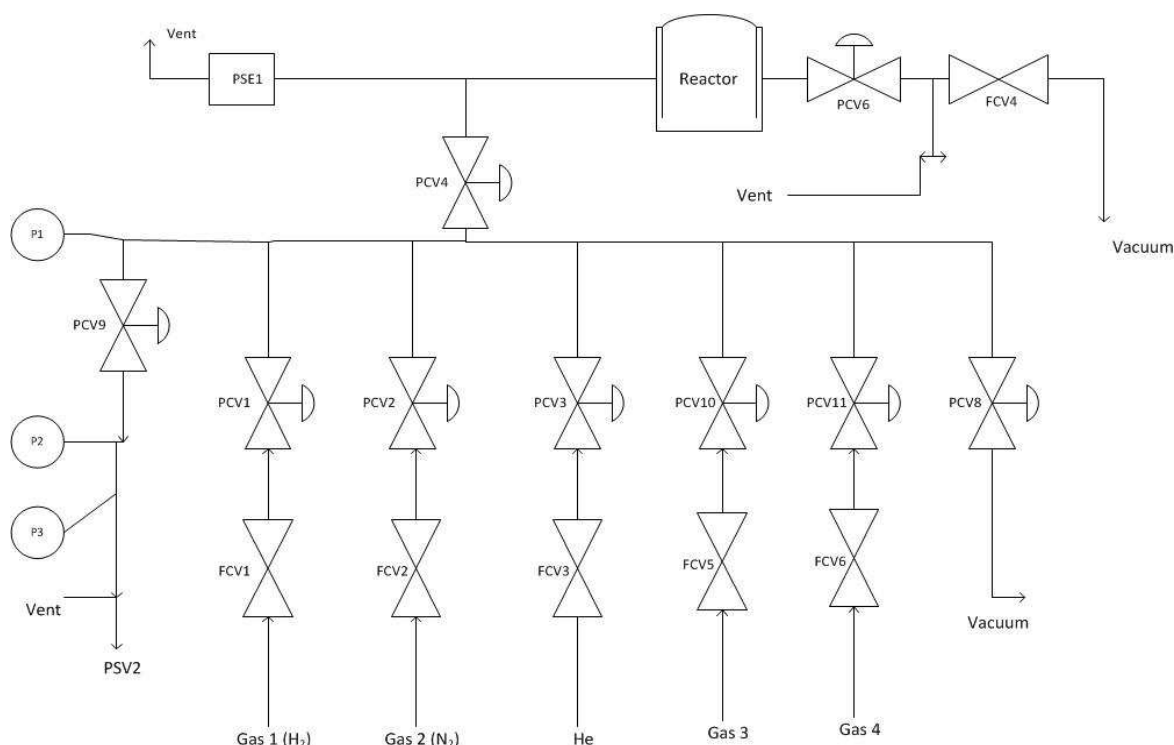 Vent
PSE1
Reactor
PCV6
FCV4
PCV4
Vent
P1
Vacuum
PCV9
PCV1
PCV2
PCV3
PCV10
PCV11
PCV8
P2
P3
FCV1
FCV2
FCV3
FCV5
FCV6
Vent
Vacuum
PSV2
Gas 1 (H₂)
Gas 2 (N₂)
He
Gas 3
Gas 4